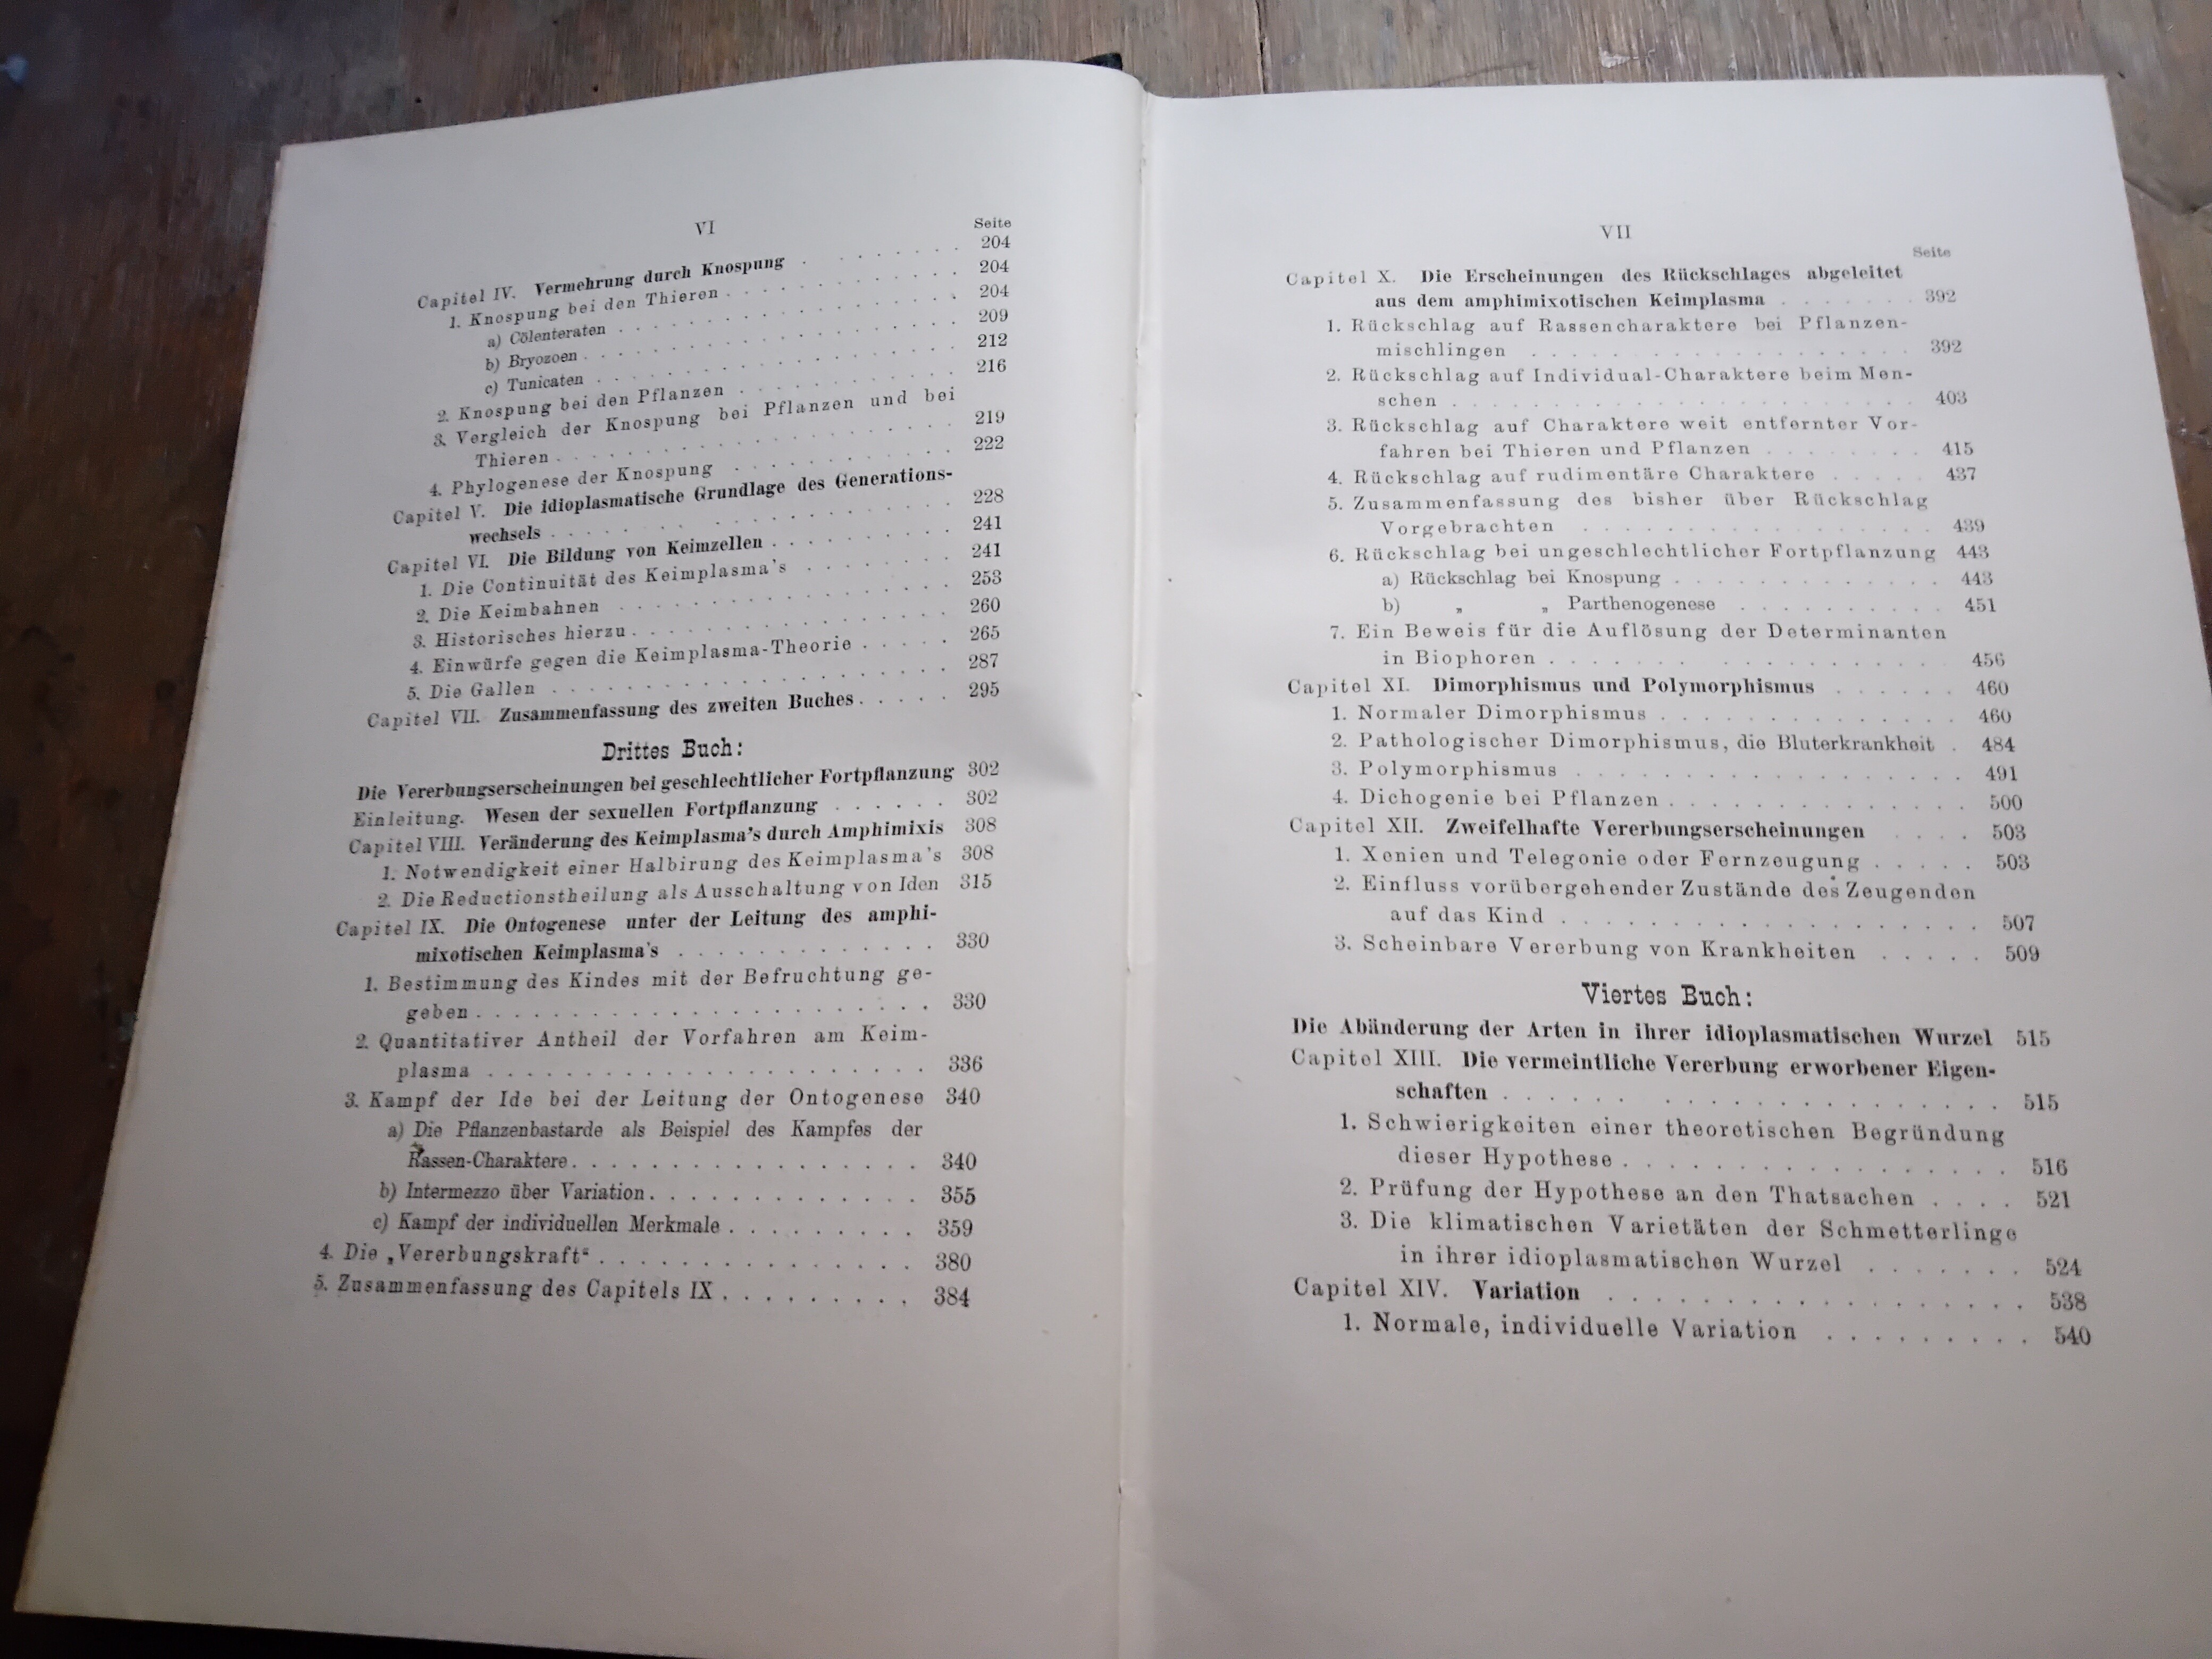 VI
Seite
Capitel IV. Vermehrung durch Knospung . . . . . . . . 204
1. Knospung bei den Thieren . . . . . . . . . . . 204
a) Cölenteraten . . . . . . . . . . . . . . . . 204
b) Bryozoen . . . . . . . . . . . . . . . . . 209
c) Tunicaten . . . . . . . . . . . . . . . . . 212
2. Knospung bei den Pflanzen . . . . . . . . . . . 216
3. Vergleich der Knospung bei Pflanzen und bei
Thieren . . . . . . . . . . . . . . . . . . 219
4. Phylogenese der Knospung . . . . . . . . . . . 222
Capitel V. Die idioplasmatische Grundlage des Generations-
wechsels . . . . . . . . . . . . . . . . . 228
Capitel VI. Die Bildung von Keimzellen . . . . . . . . . 241
1. Die Continuität des Keimplasma's . . . . . . . . 241
2. Die Keimbahnen . . . . . . . . . . . . . . . 253
3. Historisches hierzu . . . . . . . . . . . . . . 260
4. Einwürfe gegen die Keimplasma-Theorie . . . . . 265
5. Die Gallen . . . . . . . . . . . . . . . . . 287
Capitel VII. Zusammenfassung des zweiten Buches . . . . . 295
Drittes Buch:
Die Vererbungserscheinungen bei geschlechtlicher Fortpflanzung 302
Einleitung. Wesen der sexuellen Fortpflanzung . . . . . . 302
Capitel VIII. Veränderung des Keimplasma's durch Amphimixis 308
1. Notwendigkeit einer Halbirung des Keimplasma's 308
2. Die Reductionstheilung als Ausschaltung von Iden 315
Capitel IX. Die Ontogenese unter der Leitung des amphi-
mixotischen Keimplasma's . . . . . . . . . . . 330
1. Bestimmung des Kindes mit der Befruchtung ge-
geben . . . . . . . . . . . . . . . . . . . . 330
2. Quantitativer Antheil der Vorfahren am Keim-
plasma . . . . . . . . . . . . . . . . . . . 336
3. Kampf der Ide bei der Leitung der Ontogenese 340
a) Die Pflanzenbastarde als Beispiel des Kampfes der
Rassen-Charaktere . . . . . . . . . . . . . . . 340
b) Intermezzo über Variation . . . . . . . . . . . . 355
c) Kampf der individuellen Merkmale . . . . . . . . . 359
4. Die „Vererbungskraft“ . . . . . . . . . . . . . . 380
5. Zusammenfassung des Capitels IX . . . . . . . . . 384
VII
Seite
Capitel X. Die Erscheinungen des Rückschlages abgeleitet
aus dem amphimixotischen Keimplasma . . . . . . . 392
1. Rückschlag auf Rassencharaktere bei Pflanzen-
mischlingen . . . . . . . . . . . . . . . . . . 392
2. Rückschlag auf Individual-Charaktere beim Men-
schen . . . . . . . . . . . . . . . . . . . . . 403
3. Rückschlag auf Charaktere weit entfernter Vor-
fahren bei Thieren und Pflanzen . . . . . . . . 415
4. Rückschlag auf rudimentäre Charaktere . . . . . 437
5. Zusammenfassung des bisher über Rückschlag
Vorgebrachten . . . . . . . . . . . . . . . . 439
6. Rückschlag bei ungeschlechtlicher Fortpflanzung 443
a) Rückschlag bei Knospung . . . . . . . . . . . . . 443
b) „ „ Parthenogenese . . . . . . . . . . 451
7. Ein Beweis für die Auflösung der Determinanten
in Biophoren . . . . . . . . . . . . . . . . . . 456
Capitel XI. Dimorphismus und Polymorphismus . . . . . . 460
1. Normaler Dimorphismus . . . . . . . . . . . . . . 460
2. Pathologischer Dimorphismus, die Bluterkrankheit . 484
3. Polymorphismus . . . . . . . . . . . . . . . . . 491
4. Dichogenie bei Pflanzen . . . . . . . . . . . . . . 500
Capitel XII. Zweifelhafte Vererbungserscheinungen . . . . 503
1. Xenien und Telegonie oder Fernzeugung . . . . . 503
2. Einfluss vorübergehender Zustände des Zeugenden
auf das Kind . . . . . . . . . . . . . . . . . 507
3. Scheinbare Vererbung von Krankheiten . . . . . 509
Viertes Buch:
Die Abänderung der Arten in ihrer idioplasmatischen Wurzel 515
Capitel XIII. Die vermeintliche Vererbung erworbener Eigen-
schaften . . . . . . . . . . . . . . . . . . . . 515
1. Schwierigkeiten einer theoretischen Begründung
dieser Hypothese . . . . . . . . . . . . . . . . 516
2. Prüfung der Hypothese an den Thatsachen . . . . 521
3. Die klimatischen Varietäten der Schmetterlinge
in ihrer idioplasmatischen Wurzel . . . . . . . 524
Capitel XIV. Variation . . . . . . . . . . . . . . . . . 538
1. Normale, individuelle Variation . . . . . . . . . 540